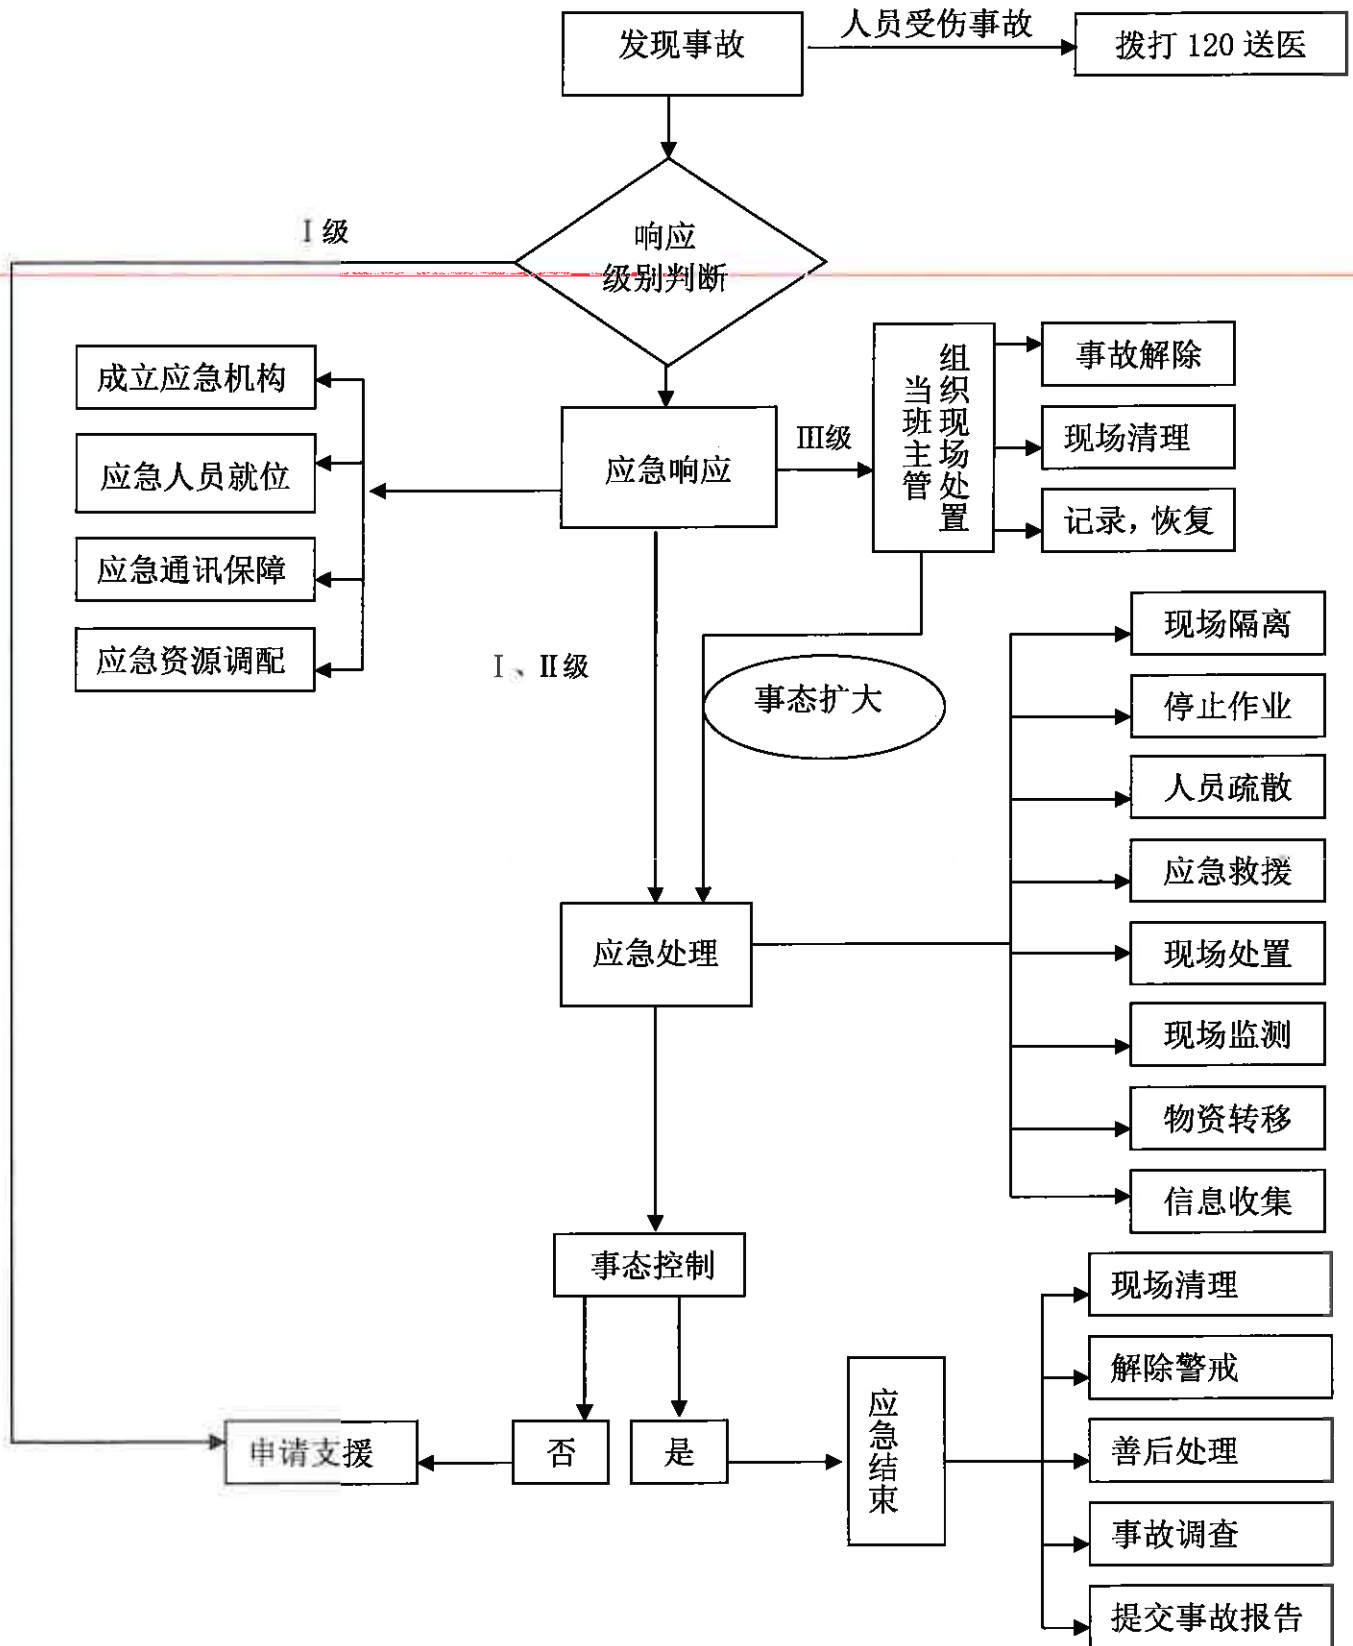 发现事故
人员受伤事故
拨打 120 送医
Ⅰ级
响应
级别判断
成立应急机构
应急人员就位
应急通讯保障
应急资源调配
应急响应
Ⅲ级
当班主管
组织现场处置
事故解除
现场清理
记录，恢复
Ⅰ、Ⅱ级
事态扩大
现场隔离
停止作业
人员疏散
应急救援
现场处置
现场监测
物资转移
信息收集
应急处理
事态控制
否
是
申请支援
应急结束
现场清理
解除警戒
善后处理
事故调查
提交事故报告